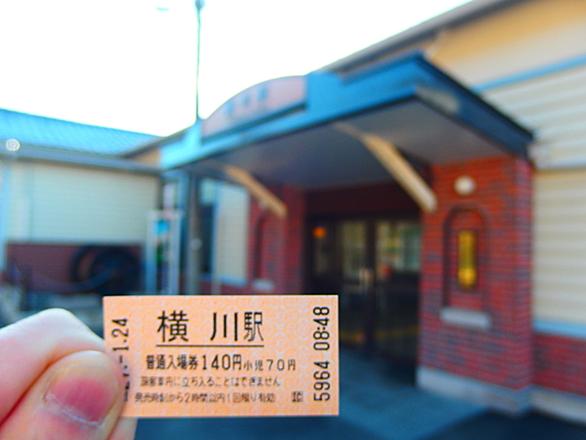 横川駅
普通入場券140円小児70円
旅客車内に立ち入ることはできません
発売時刻から2時間以内1回限り有効
-1.24
5964 08:48